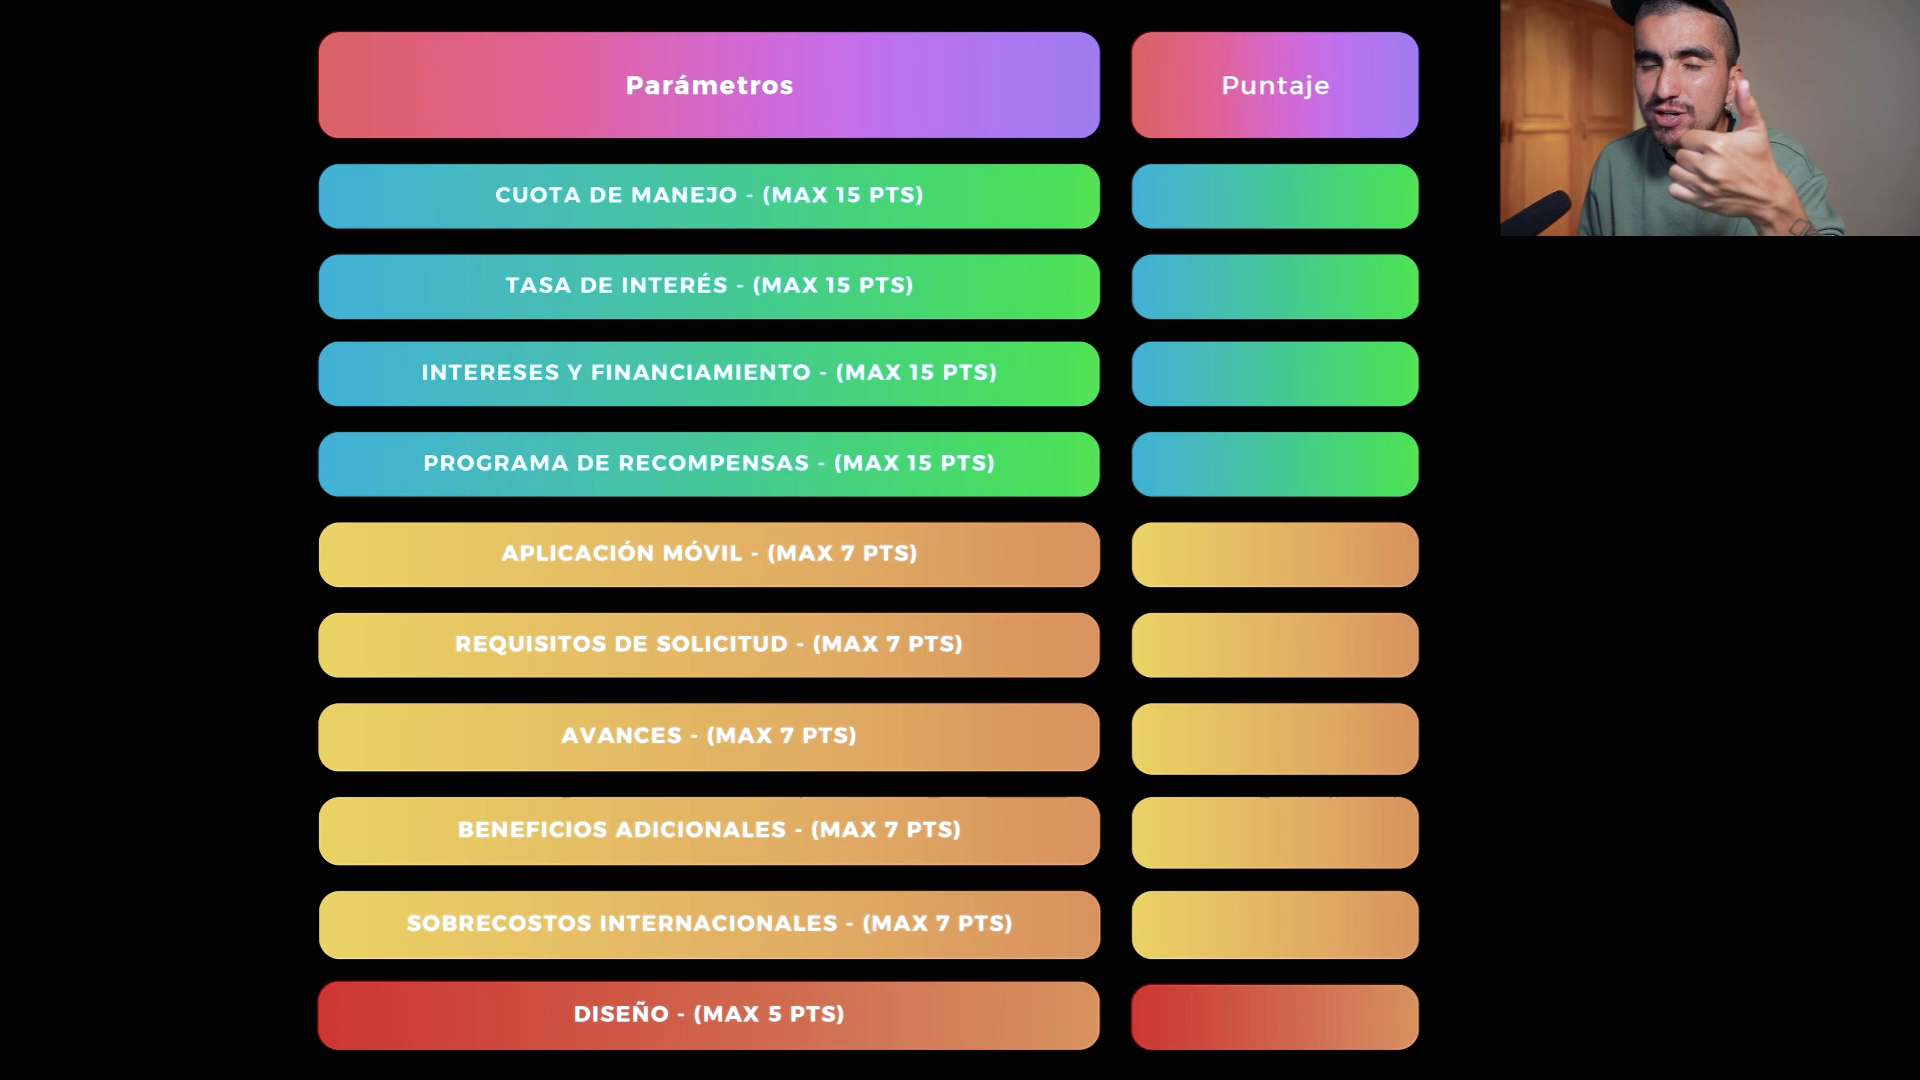 Parámetros
Puntaje
CUOTA DE MANEJO - (MAX 15 PTS)
TASA DE INTERÉS - (MAX 15 PTS)
INTERESES Y FINANCIAMIENTO - (MAX 15 PTS)
PROGRAMA DE RECOMPENSAS - (MAX 15 PTS)
APLICACIÓN MÓVIL - (MAX 7 PTS)
REQUISITOS DE SOLICITUD - (MAX 7 PTS)
AVANCES - (MAX 7 PTS)
BENEFICIOS ADICIONALES - (MAX 7 PTS)
SOBRECOSTOS INTERNACIONALES - (MAX 7 PTS)
DISEÑO - (MAX 5 PTS)